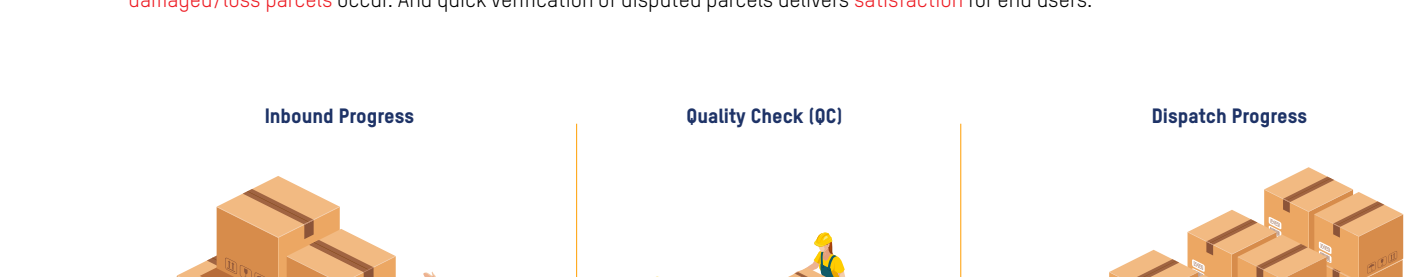 damaged/loss parcels occur. And quick verification of disputed parcels delivers satisfaction for end users.
Inbound Progress
Quality Check (QC)
Dispatch Progress